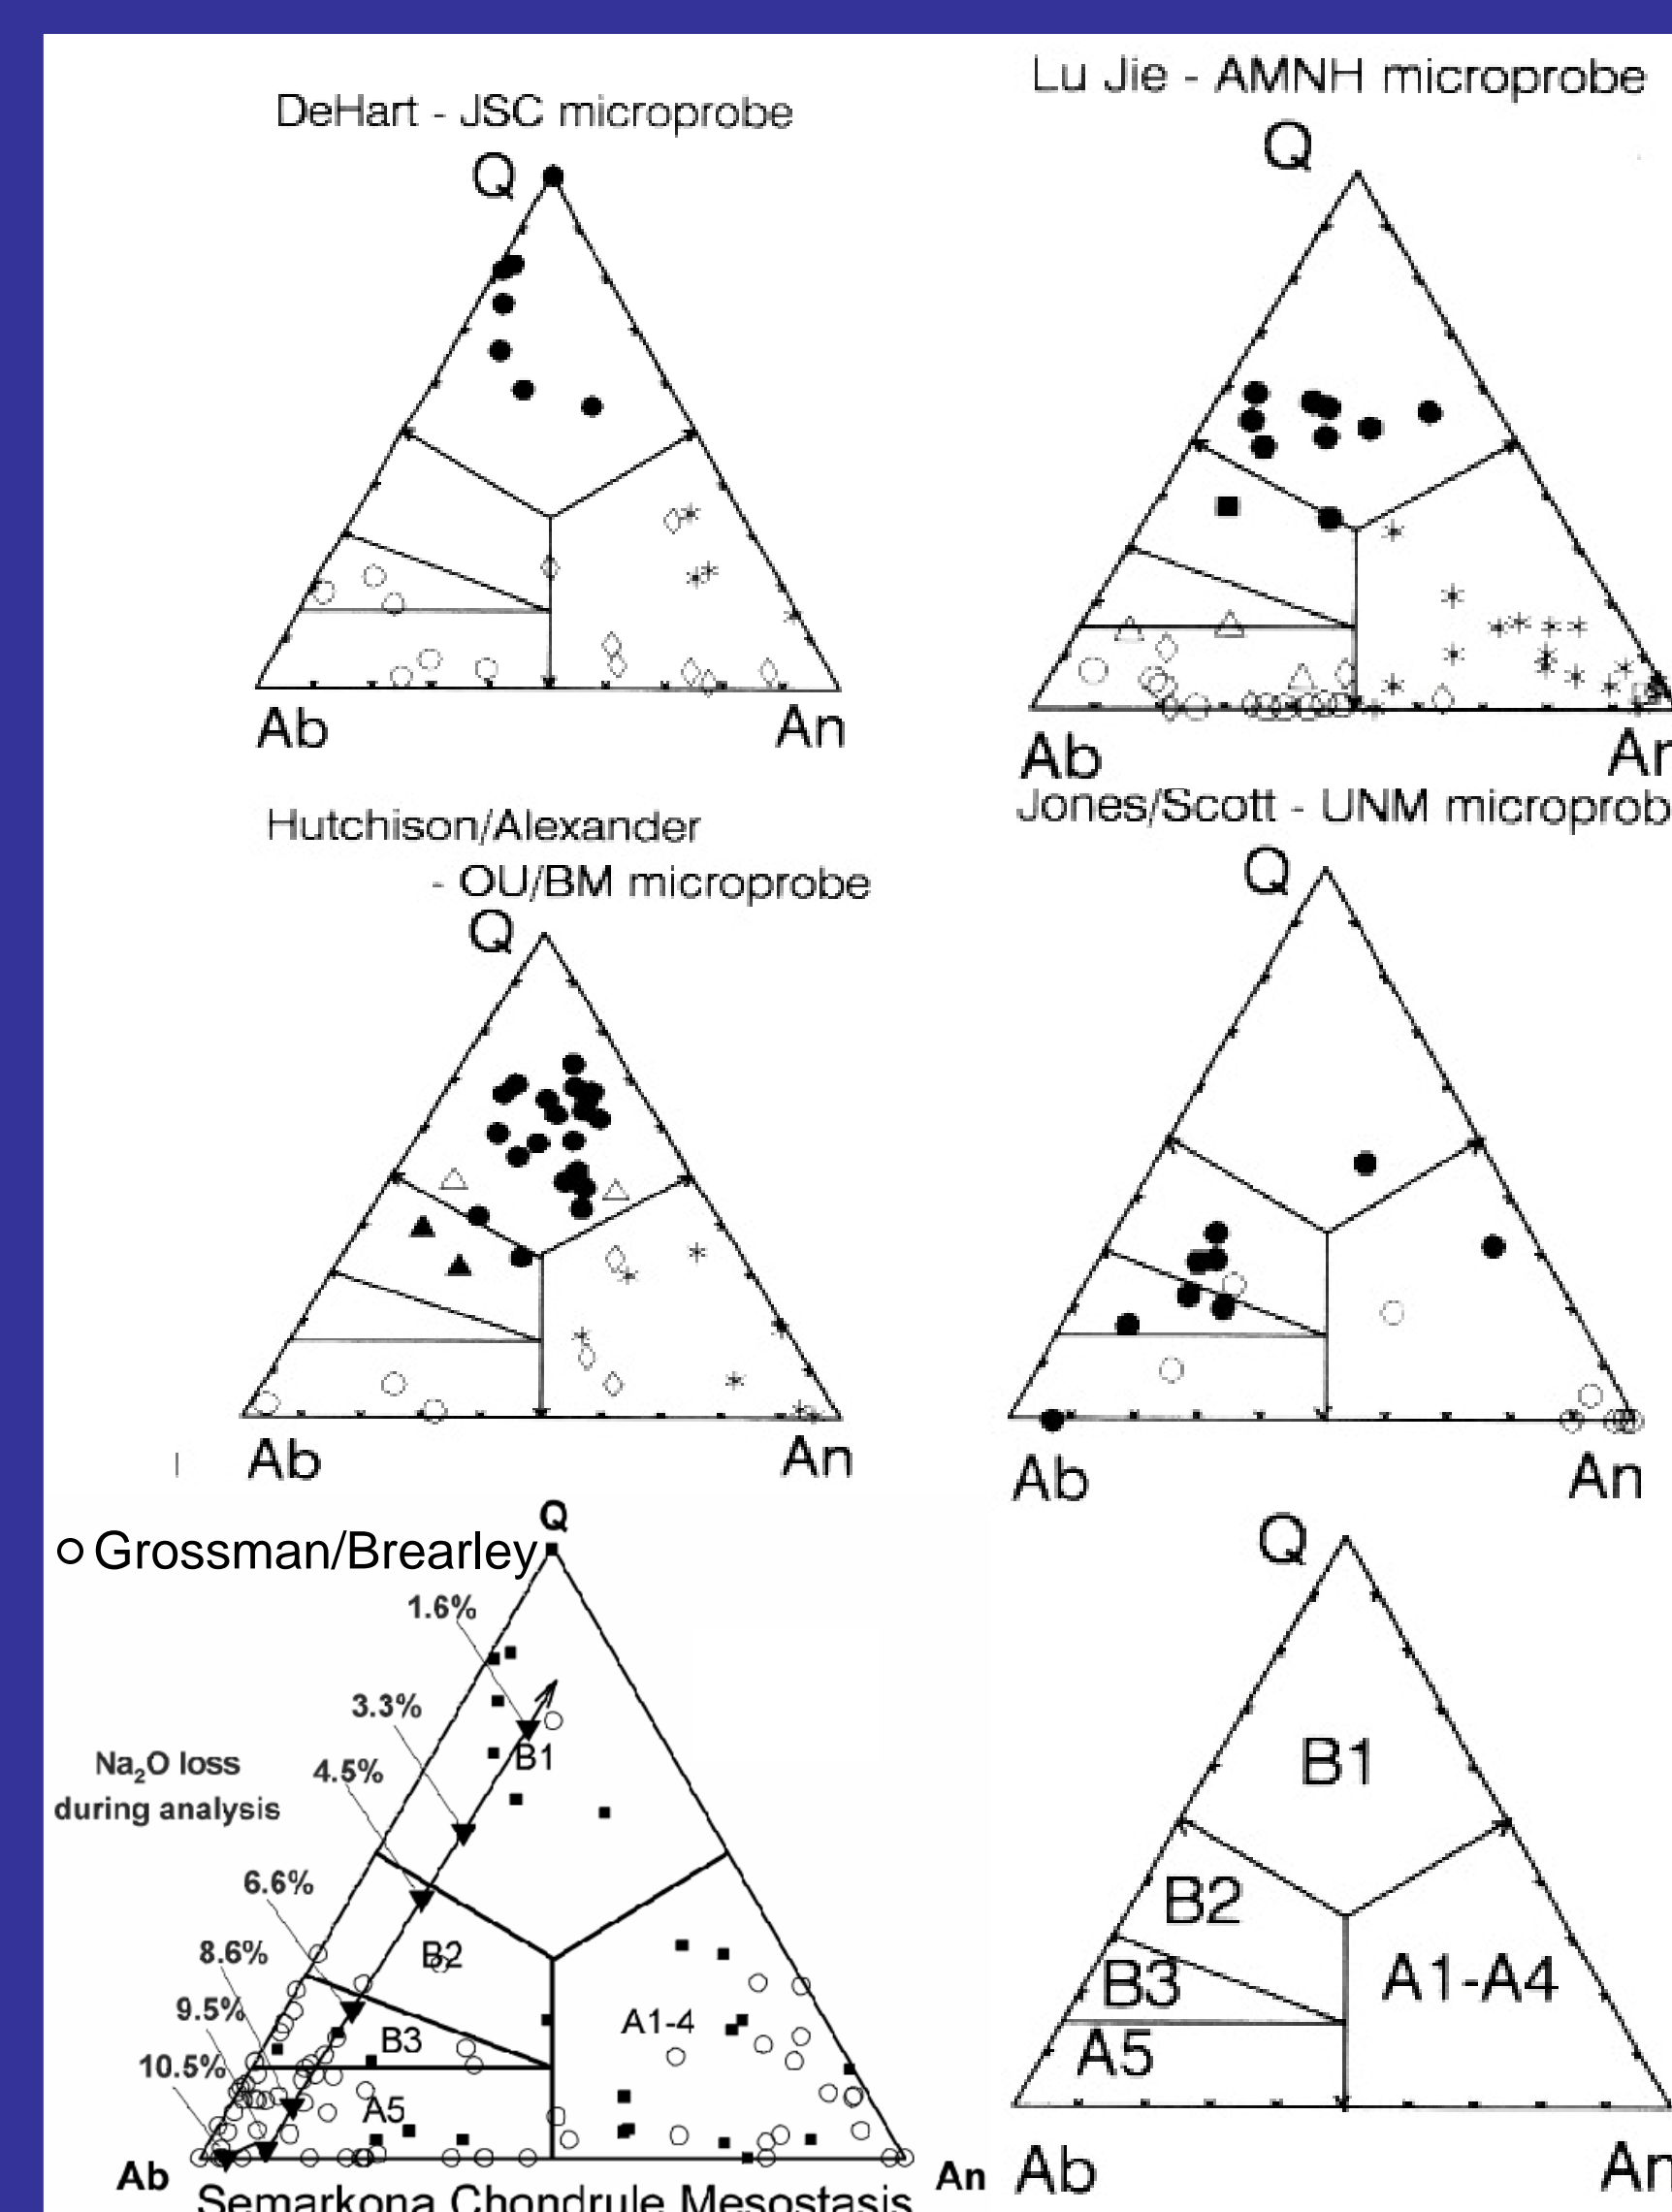 DeHart - JSC microprobe
Q
Ab An
Lu Jie - AMNH microprobe
Q
Ab An
Hutchison/Alexander
- OU/BM microprobe
Q
Ab An
Jones/Scott - UNM microprob
Q
Ab An
Grossman/Brearley
Q
1.6%
3.3%
4.5%
6.6%
8.6%
9.5%
10.5%
Na₂O loss
during analysis
B1
B2
B3
A1-4
A5
Ab An
Semarkona Chondrule Mesostasis
Q
B1
B2
B3
A1-A4
A5
Ab An